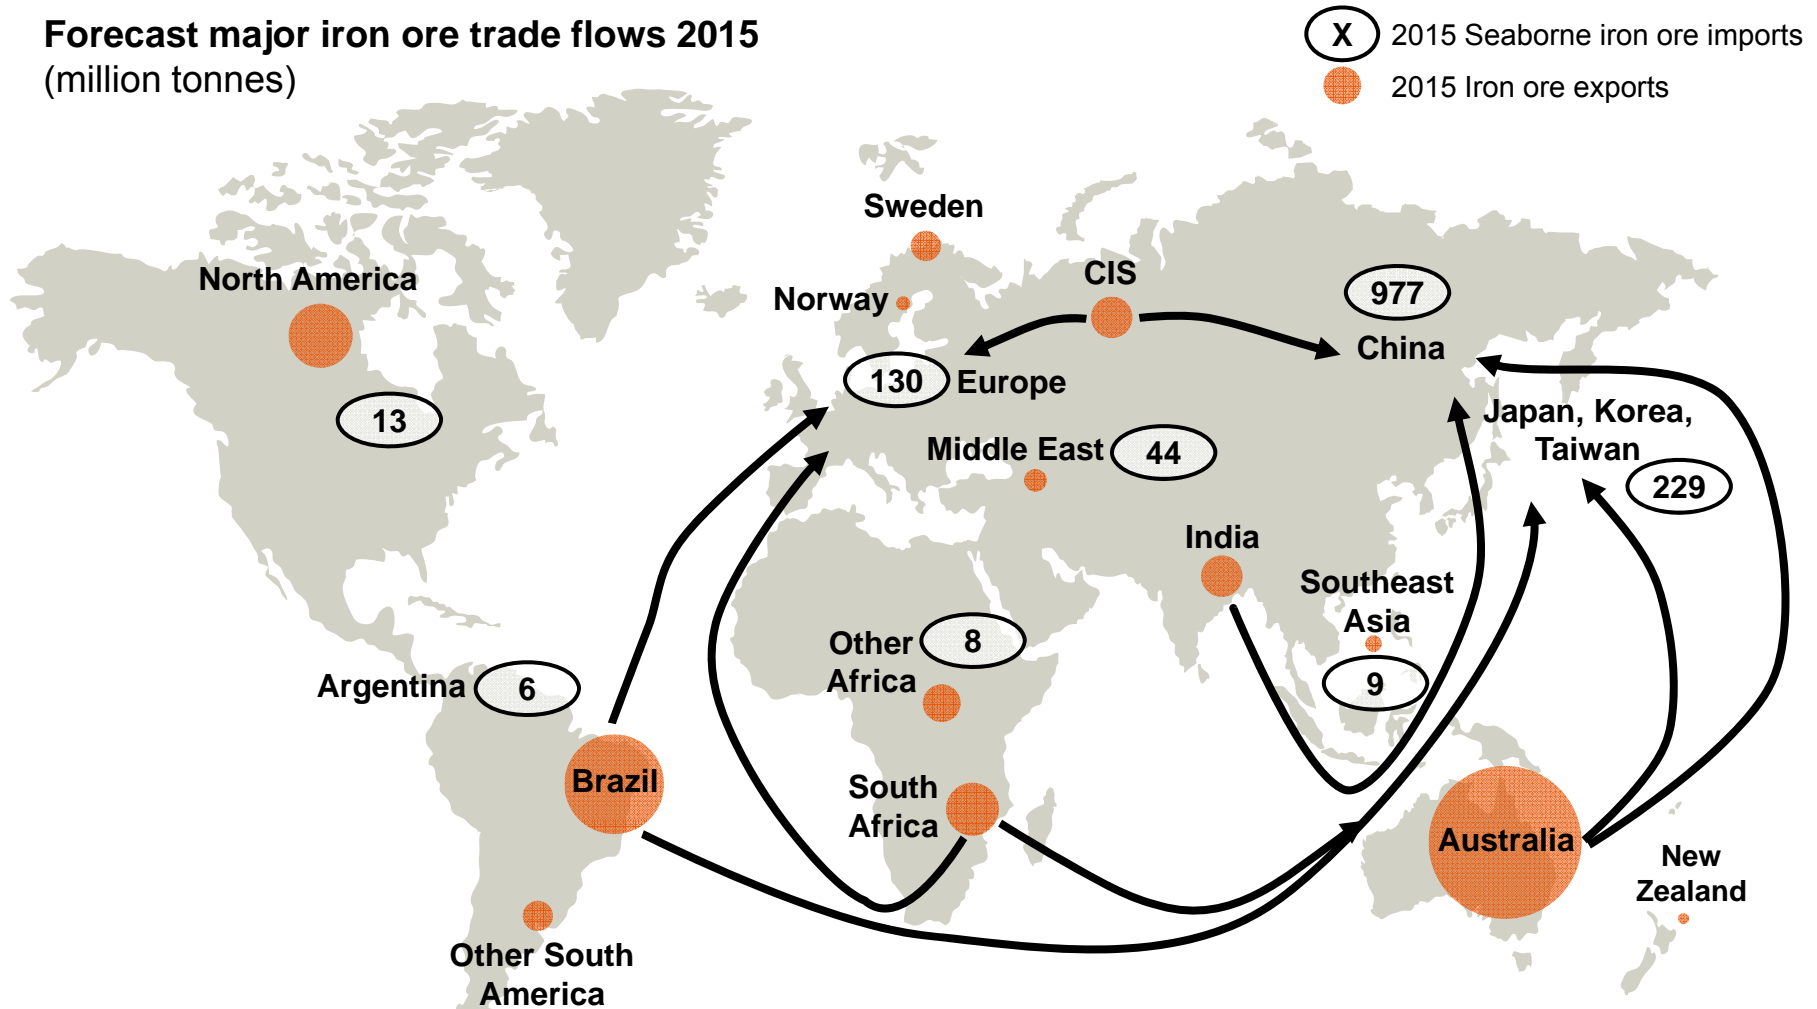 Forecast major iron ore trade flows 2015
(million tonnes)
X 2015 Seaborne iron ore imports
2015 Iron ore exports
Sweden
North America
CIS
977
Norway
China
130 Europe
13
Japan, Korea,
Taiwan
Middle East 44
229
India
Southeast
Asia
Other 8
Africa
Argentina 6
9
Brazil
South
Africa
Australia
New
Zealand
Other South
America